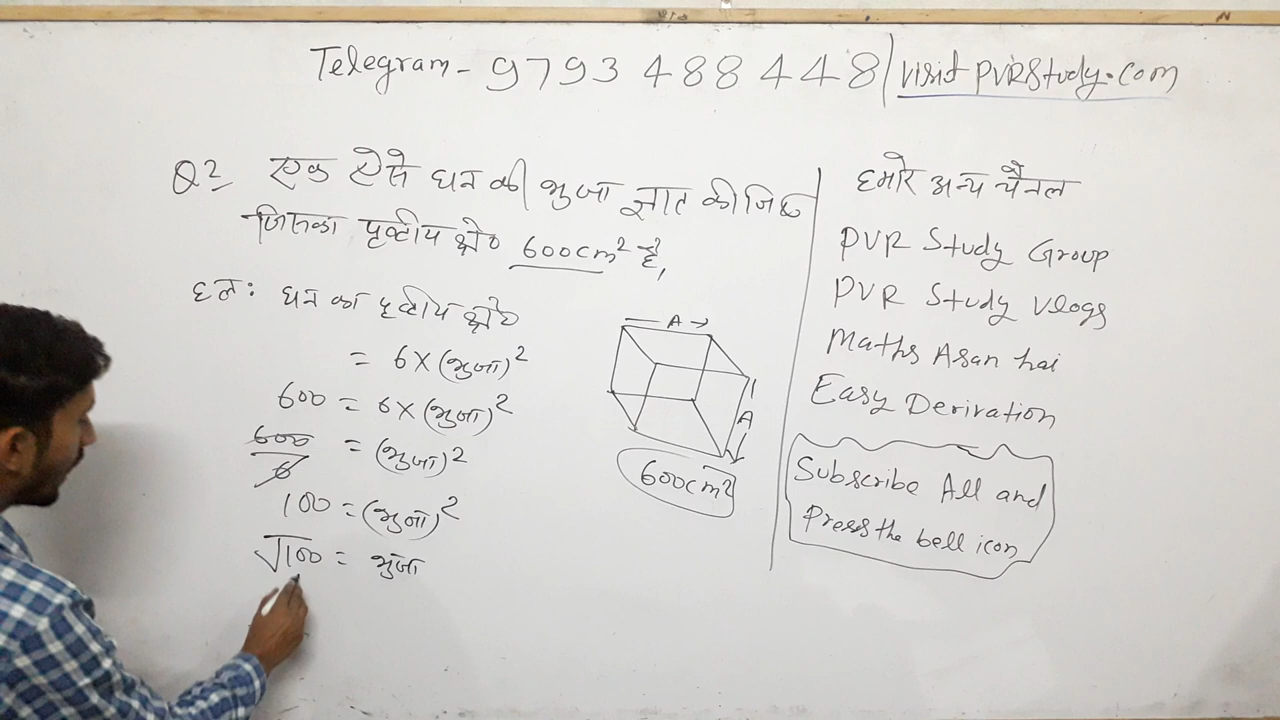 Telegram - 9793 488 448 | visit PVRStudy.com
Q2 एक ऐसे घन की भुजा ज्ञात कीजिए
जिसका पृष्ठीय क्षे० 600cm² है,
हल: घन का पृष्ठीय क्षे०
= 6×(भुजा)²
600 = 6×(भुजा)²
600/6 = (भुजा)²
100 = (भुजा)²
√100 = भुजा
A
A
600cm²
हमारे अन्य चैनल
PVR Study Group
PVR Study Vlogs
Maths Asan hai
Easy Derivation
Subscribe All and
Press the bell icon